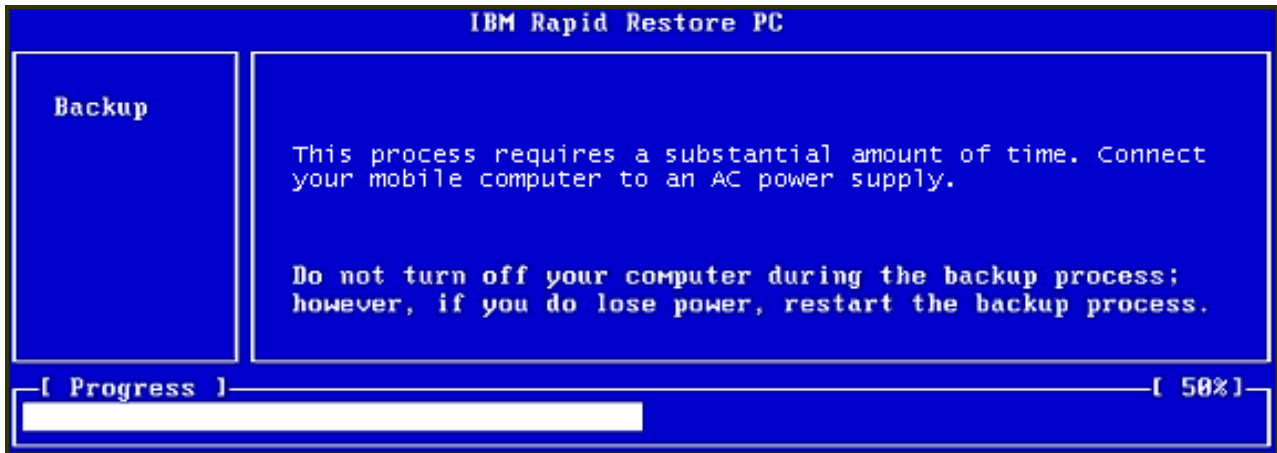 IBM Rapid Restore PC
Backup
This process requires a substantial amount of time. Connect
your mobile computer to an AC power supply.
Do not turn off your computer during the backup process;
however, if you do lose power, restart the backup process.
[ Progress ]
[ 50%]